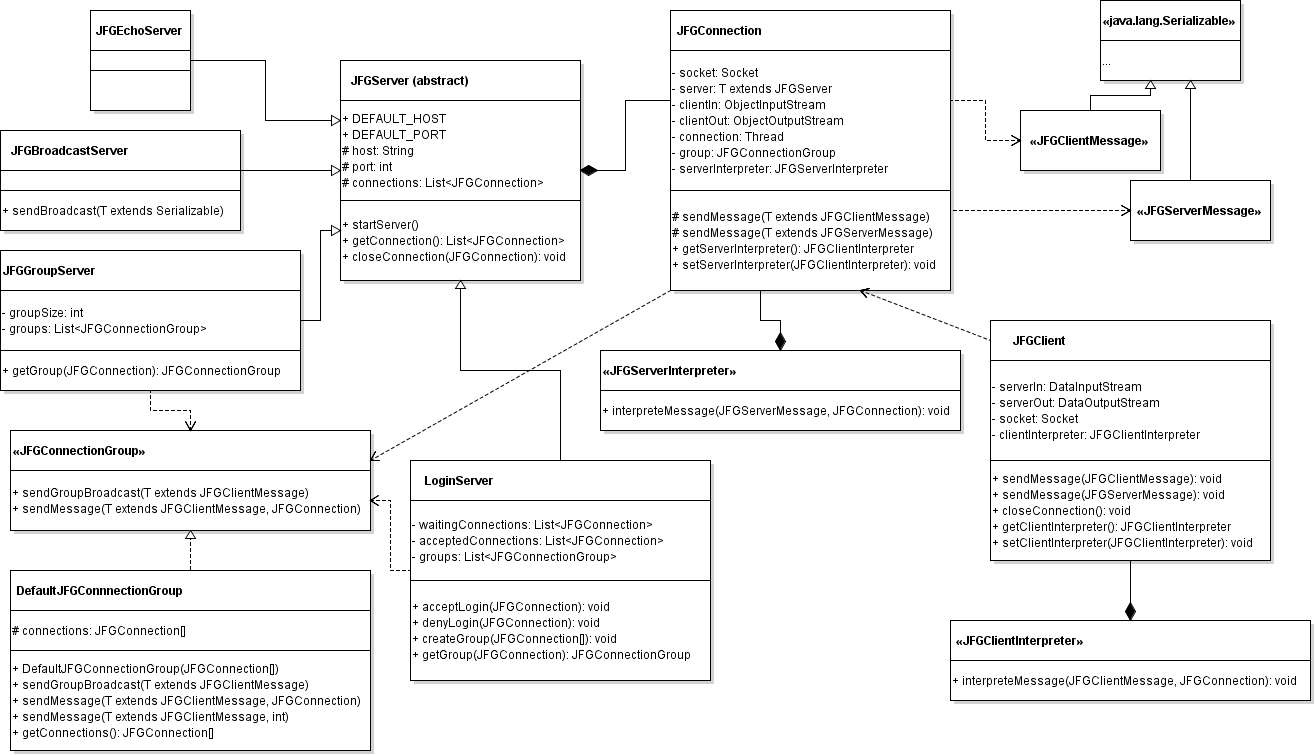 JFGEchoServer
JFGServer (abstract)
+ DEFAULT_HOST
+ DEFAULT_PORT
# host: String
# port: int
# connections: List<JFGConnection>
+ startServer()
+ getConnection(): List<JFGConnection>
+ closeConnection(JFGConnection): void
JFGBroadcastServer
+ sendBroadcast(T extends Serializable)
JFGGroupServer
- groupSize: int
- groups: List<JFGConnectionGroup>
+ getGroup(JFGConnection): JFGConnectionGroup
JFGConnection
- socket: Socket
- server: T extends JFGServer
- clientIn: ObjectInputStream
- clientOut: ObjectOutputStream
- connection: Thread
- group: JFGConnectionGroup
- serverInterpreter: JFGServerInterpreter
# sendMessage(T extends JFGClientMessage)
# sendMessage(T extends JFGServerMessage)
+ getServerInterpreter(): JFGClientInterpreter
+ setServerInterpreter(JFGClientInterpreter): void
«java.lang.Serializable»
...
«JFGClientMessage»
«JFGServerMessage»
«JFGServerInterpreter»
+ interpreteMessage(JFGServerMessage, JFGConnection): void
JFGClient
- serverIn: DataInputStream
- serverOut: DataOutputStream
- socket: Socket
- clientInterpreter: JFGClientInterpreter
+ sendMessage(JFGClientMessage): void
+ sendMessage(JFGServerMessage): void
+ closeConnection(): void
+ getClientInterpreter(): JFGClientInterpreter
+ setClientInterpreter(JFGClientInterpreter): void
«JFGConnectionGroup»
+ sendGroupBroadcast(T extends JFGClientMessage)
+ sendMessage(T extends JFGClientMessage, JFGConnection)
LoginServer
- waitingConnections: List<JFGConnection>
- acceptedConnections: List<JFGConnection>
- groups: List<JFGConnectionGroup>
+ acceptLogin(JFGConnection): void
+ denyLogin(JFGConnection): void
+ createGroup(JFGConnection[]): void
+ getGroup(JFGConnection): JFGConnectionGroup
DefaultJFGConnnectionGroup
# connections: JFGConnection[]
+ DefaultJFGConnectionGroup(JFGConnection[])
+ sendGroupBroadcast(T extends JFGClientMessage)
+ sendMessage(T extends JFGClientMessage, JFGConnection)
+ sendMessage(T extends JFGClientMessage, int)
+ getConnections(): JFGConnection[]
«JFGClientInterpreter»
+ interpreteMessage(JFGClientMessage, JFGConnection): void